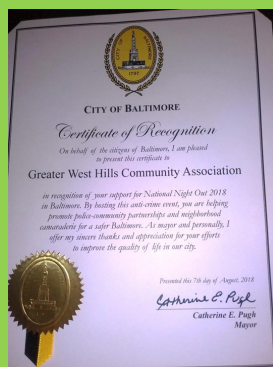 CITY OF BALTIMORE
1797
CITY OF BALTIMORE
Certificate of Recognition
On behalf of the citizens of Baltimore, I am pleased
to present this certificate to
Greater West Hills Community Association
in recognition of your support for National Night Out 2018
in Baltimore. By hosting this anti-crime event, you are helping
promote police-community partnerships and neighborhood
camaraderie for a safer Baltimore. As mayor and personally, I
offer my sincere thanks and appreciation for your efforts
to improve the quality of life in our city.
Presented this 7th day of August, 2018
Catherine E. Pugh
Catherine E. Pugh
Mayor